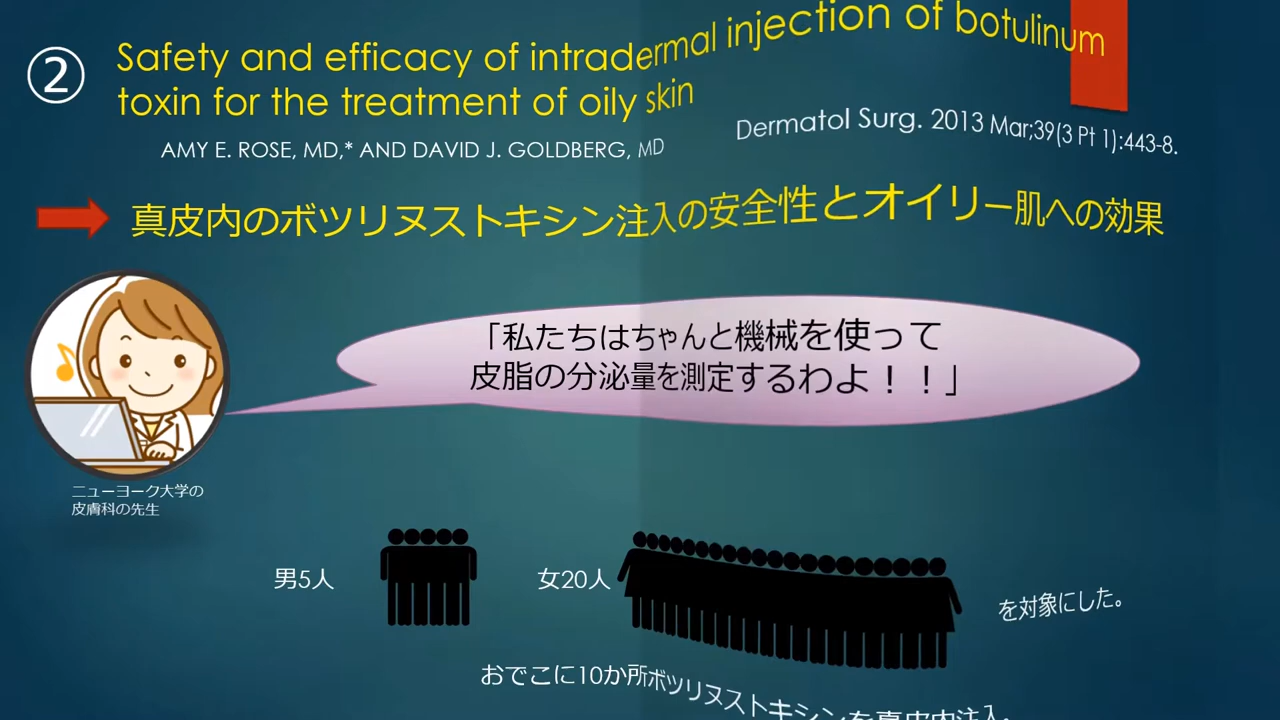 ② Safety and efficacy of intradermal injection of botulinum
toxin for the treatment of oily skin
AMY E. ROSE, MD,* AND DAVID J. GOLDBERG, MD
Dermatol Surg. 2013 Mar;39(3 Pt 1):443-8.
真皮内のボツリヌストキシン注入の安全性とオイリー肌への効果
「私たちはちゃんと機械を使って
皮脂の分泌量を測定するわよ！！」
ニューヨーク大学の
皮膚科の先生
男5人 女20人 を対象にした。
おでこに10か所ボツリヌストキシンを真皮内注入。